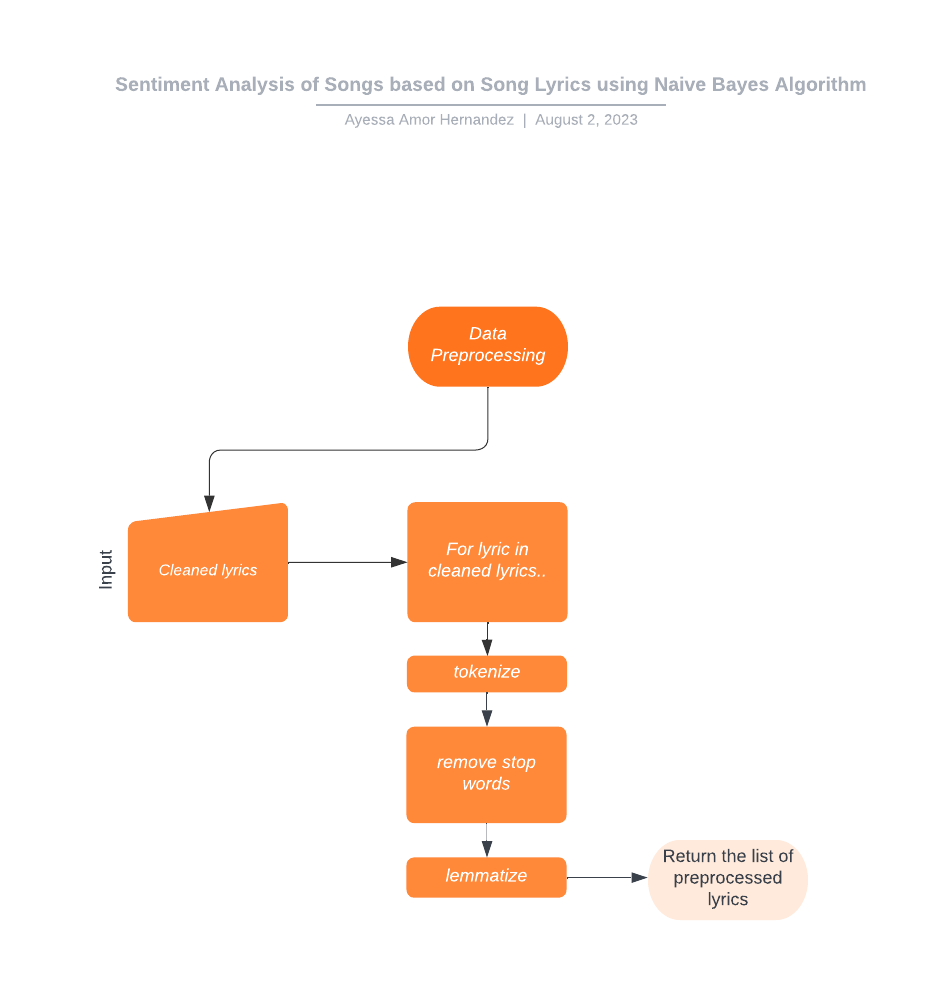 Sentiment Analysis of Songs based on Song Lyrics using Naive Bayes Algorithm
Ayessa Amor Hernandez | August 2, 2023
Data
Preprocessing
Input
Cleaned lyrics
For lyric in
cleaned lyrics..
tokenize
remove stop
words
lemmatize
Return the list of
preprocessed
lyrics